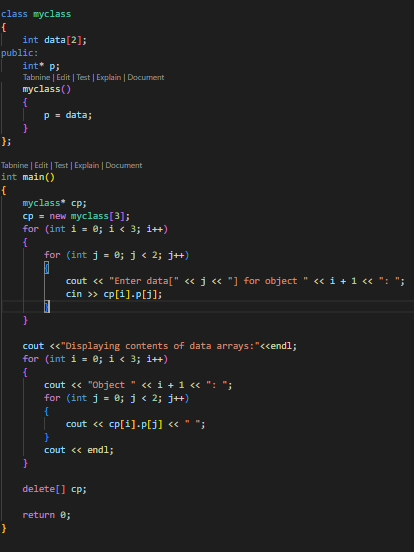 class myclass
{
    int data[2];
public:
    int* p;
    Tabnine | Edit | Test | Explain | Document
    myclass()
    {
        p = data;
    }
};
Tabnine | Edit | Test | Explain | Document
int main()
{
    myclass* cp;
    cp = new myclass[3];
    for (int i = 0; i < 3; i++)
    {
        for (int j = 0; j < 2; j++)
        {
            cout << "Enter data[" << j << "] for object " << i + 1 << ": ";
            cin >> cp[i].p[j];
        }
    }
    cout <<"Displaying contents of data arrays:"<<endl;
    for (int i = 0; i < 3; i++)
    {
        cout << "Object " << i + 1 << ": ";
        for (int j = 0; j < 2; j++)
        {
            cout << cp[i].p[j] << " ";
        }
        cout << endl;
    }
    delete[] cp;
    return 0;
}